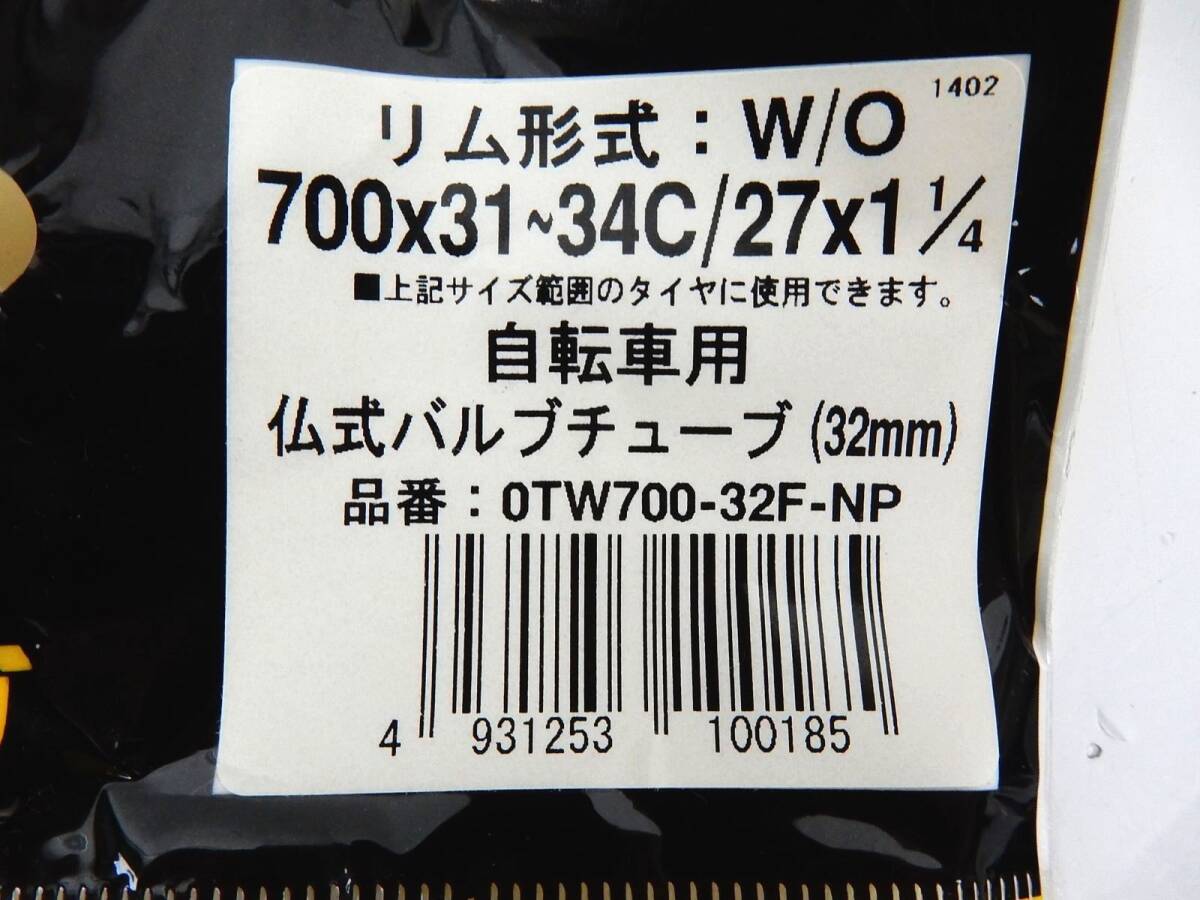 1402
リム形式：W/O
700x31~34C/27x1 1/4
■上記サイズ範囲のタイヤに使用できます。
自転車用
仏式バルブチューブ(32mm)
品番：0TW700-32F-NP
4 931253 100185